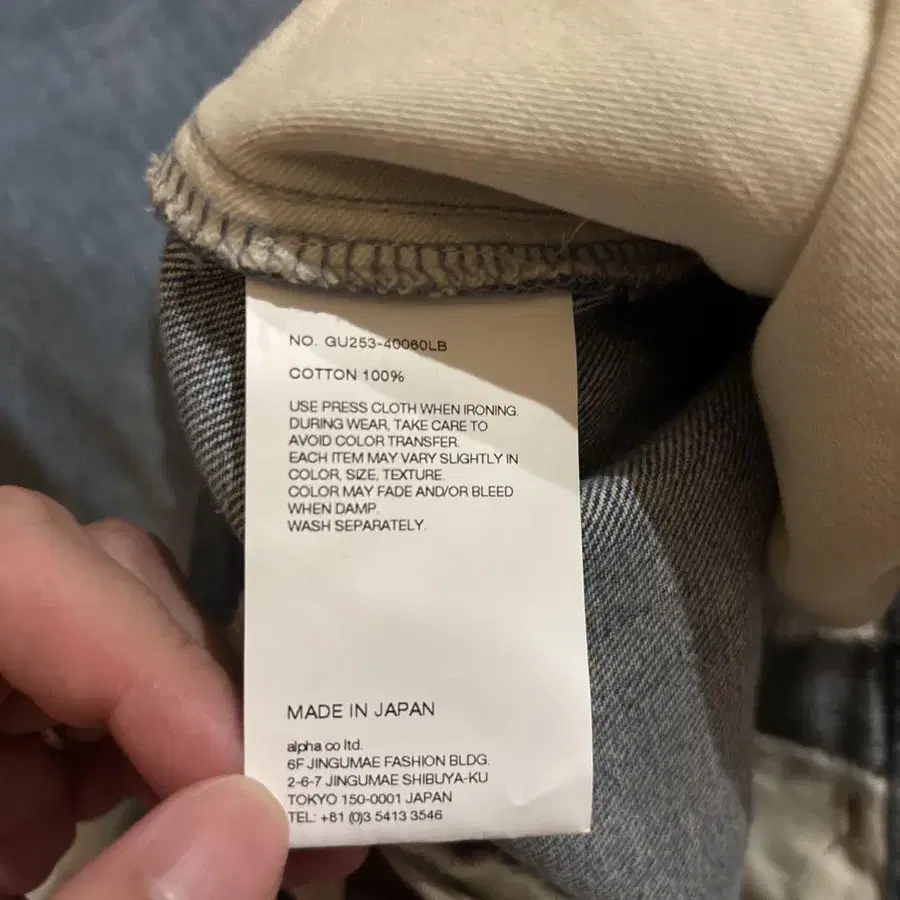 NO. GU253-40060LB
COTTON 100%
USE PRESS CLOTH WHEN IRONING.
DURING WEAR, TAKE CARE TO
AVOID COLOR TRANSFER.
EACH ITEM MAY VARY SLIGHTLY IN
COLOR, SIZE, TEXTURE.
COLOR MAY FADE AND/OR BLEED
WHEN DAMP.
WASH SEPARATELY.
MADE IN JAPAN
alpha co ltd.
6F JINGUMAE FASHION BLDG.
2-6-7 JINGUMAE SHIBUYA-KU
TOKYO 150-0001 JAPAN
TEL: +81 (0)3 5413 3546